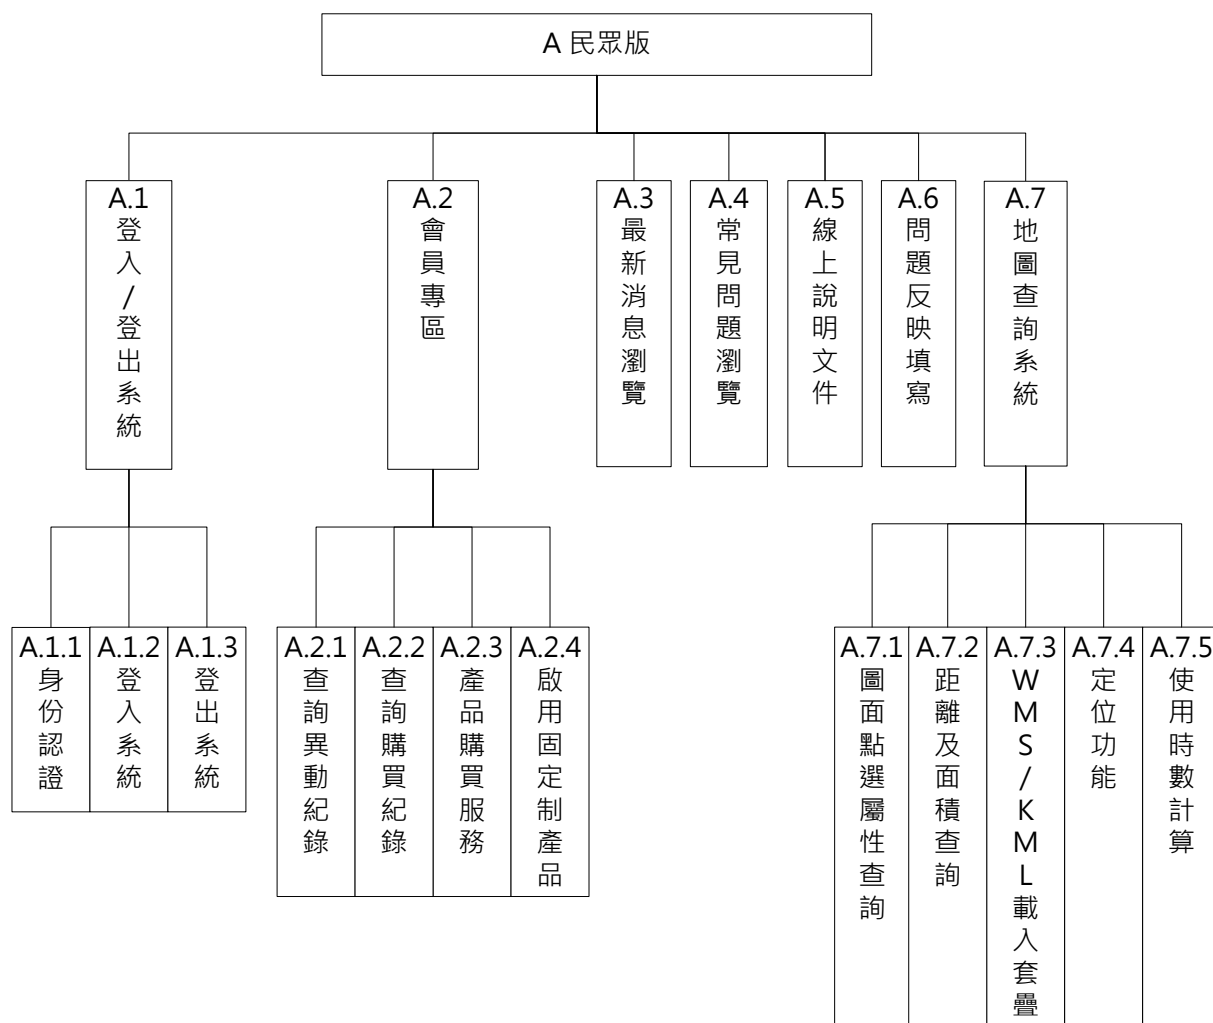 A 民眾版
A.1
登入/登出系統
A.2
會員專區
A.3
最新消息瀏覽
A.4
常見問題瀏覽
A.5
線上說明文件
A.6
問題反映填寫
A.7
地圖查詢系統
A.1.1
身份認證
A.1.2
登入系統
A.1.3
登出系統
A.2.1
查詢異動紀錄
A.2.2
查詢購買紀錄
A.2.3
產品購買服務
A.2.4
啟用固定制產品
A.7.1
圖面點選屬性查詢
A.7.2
距離及面積查詢
A.7.3
WMS/KML載入套疊
A.7.4
定位功能
A.7.5
使用時數計算